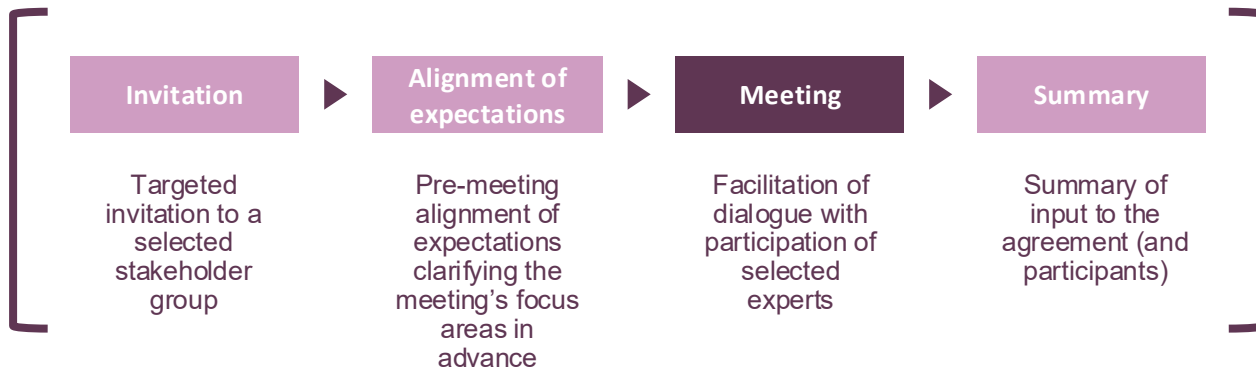 Invitation
Targeted
invitation to a
selected
stakeholder
group
Alignment of
expectations
Pre-meeting
alignment of
expectations
clarifying the
meeting’s focus
areas in
advance
Meeting
Facilitation of
dialogue with
participation of
selected
experts
Summary
Summary of
input to the
agreement (and
participants)